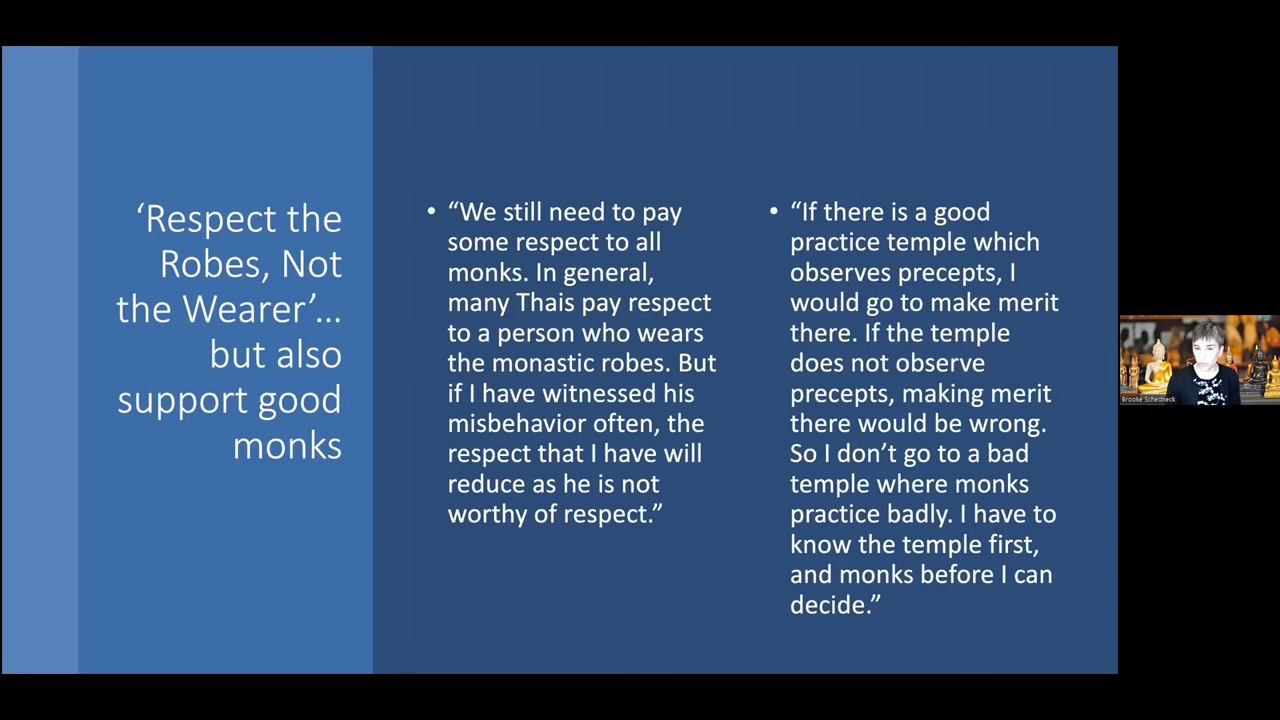 ‘Respect the
Robes, Not
the Wearer’…
but also
support good
monks
• “We still need to pay
some respect to all
monks. In general,
many Thais pay respect
to a person who wears
the monastic robes. But
if I have witnessed his
misbehavior often, the
respect that I have will
reduce as he is not
worthy of respect.”
• “If there is a good
practice temple which
observes precepts, I
would go to make merit
there. If the temple
does not observe
precepts, making merit
there would be wrong.
So I don’t go to a bad
temple where monks
practice badly. I have to
know the temple first,
and monks before I can
decide.”
Brooke Schedneck